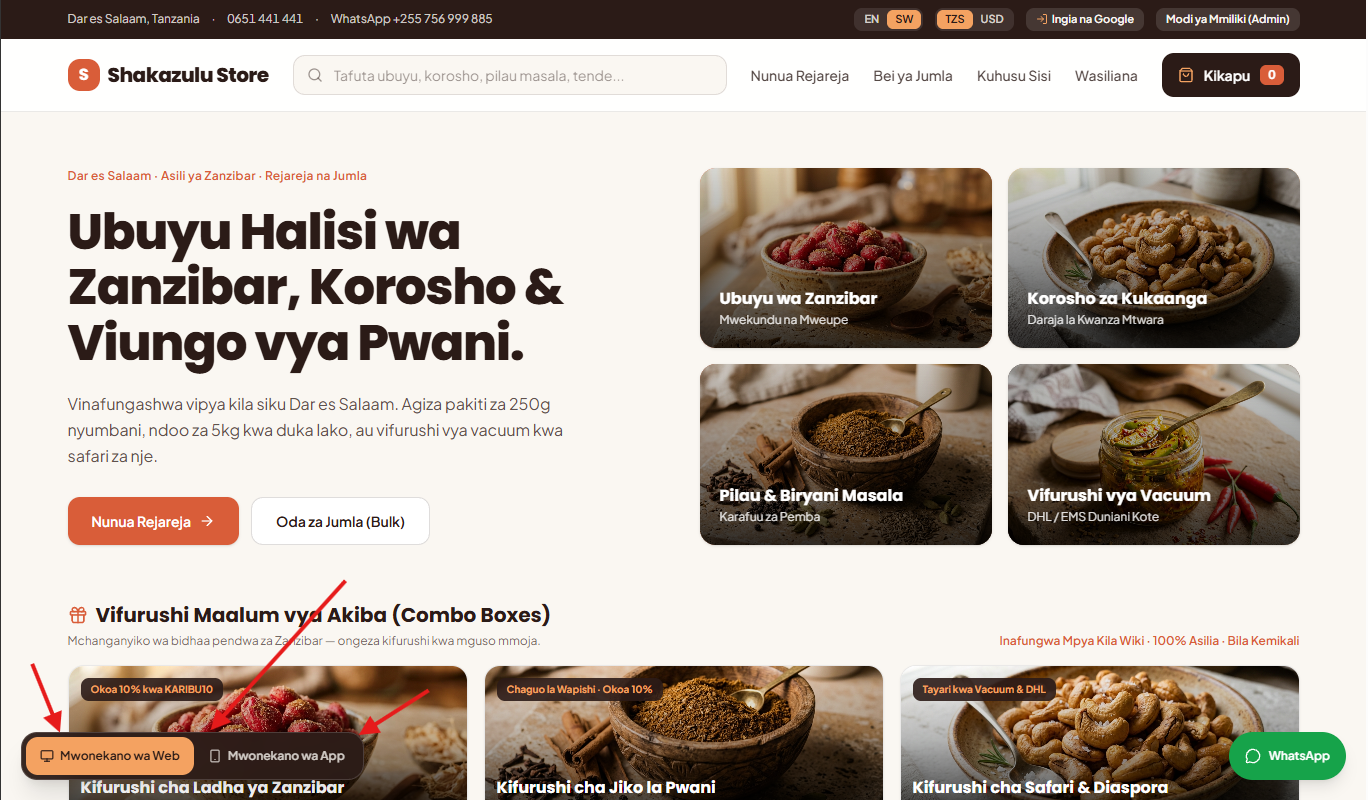 Dar es Salaam, Tanzania · 0651 441 441 · WhatsApp +255 756 999 885
EN SW TZS USD Ingia na Google Modi ya Mmiliki (Admin)
S Shakazulu Store
Tafuta ubuyu, korosho, pilau masala, tende...
Nunua Rejareja Bei ya Jumla Kuhusu Sisi Wasiliana
Kikapu 0
Dar es Salaam · Asili ya Zanzibar · Rejareja na Jumla
Ubuyu Halisi wa
Zanzibar, Korosho &
Viungo vya Pwani.
Vinafungashwa vipya kila siku Dar es Salaam. Agiza pakiti za 250g
nyumbani, ndoo za 5kg kwa duka lako, au vifurushi vya vacuum kwa
safari za nje.
Nunua Rejareja
Oda za Jumla (Bulk)
Ubuyu wa Zanzibar
Mwekundu na Mweupe
Korosho za Kukaanga
Daraja la Kwanza Mtwara
Pilau & Biryani Masala
Karafuu za Pemba
Vifurushi vya Vacuum
DHL / EMS Duniani Kote
Vifurushi Maalum vya Akiba (Combo Boxes)
Mchanganyiko wa bidhaa pendwa za Zanzibar — ongeza kifurushi kwa mguso mmoja.
Inafungwa Mpya Kila Wiki · 100% Asilia · Bila Kemikali
Okoa 10% kwa KARIBU10
Kifurushi cha Ladha ya Zanzibar
Chaguo la Wapishi · Okoa 10%
Kifurushi cha Jiko la Pwani
Tayari kwa Vacuum & DHL
Kifurushi cha Safari & Diaspora
Mwonekano wa Web
Mwonekano wa App
WhatsApp